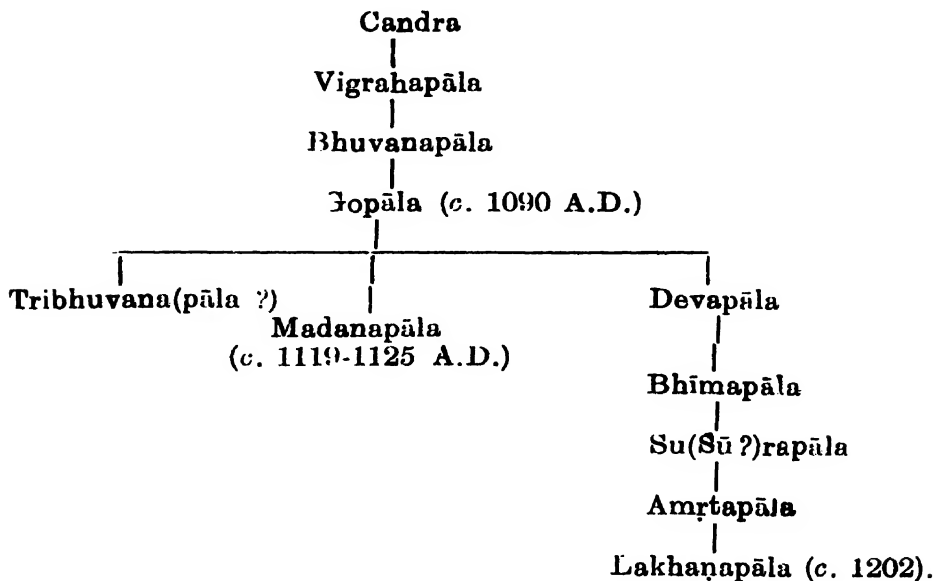 Candra
Vigrahapāla
Bhuvanapāla
Gopāla (c. 1090 A.D.)
Tribhuvana(pāla ?) Devapāla
Madanapāla
(c. 1119-1125 A.D.)
Bhīmapāla
Su(Sū ?)rapāla
Amṛtapāla
Lakhaṇapāla (c. 1202).